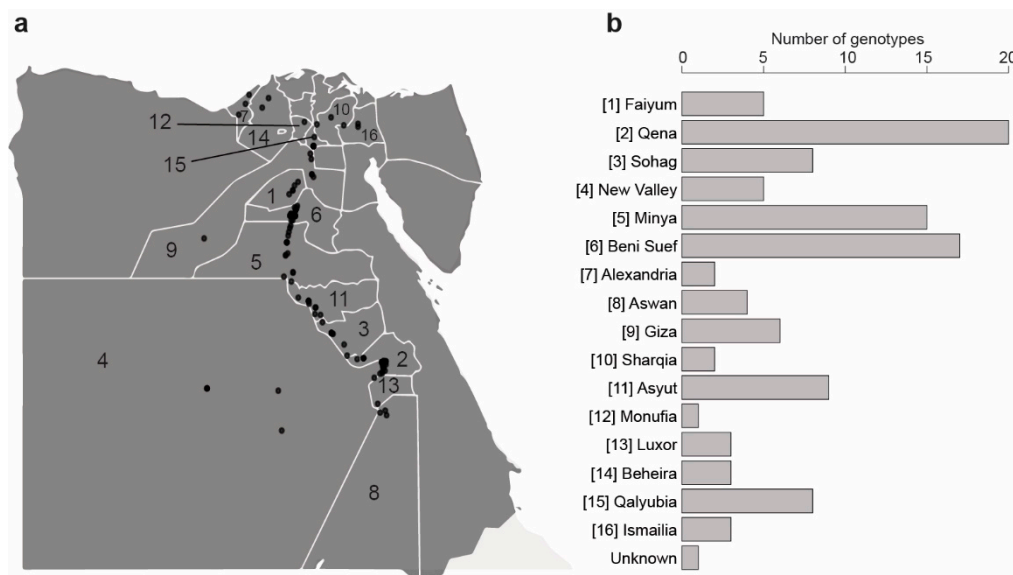 a
7
10
12
14
16
15
1
6
9
5
11
3
4
2
13
8
b
Number of genotypes
0 5 10 15 20
[1] Faiyum
[2] Qena
[3] Sohag
[4] New Valley
[5] Minya
[6] Beni Suef
[7] Alexandria
[8] Aswan
[9] Giza
[10] Sharqia
[11] Asyut
[12] Monufia
[13] Luxor
[14] Beheira
[15] Qalyubia
[16] Ismailia
Unknown